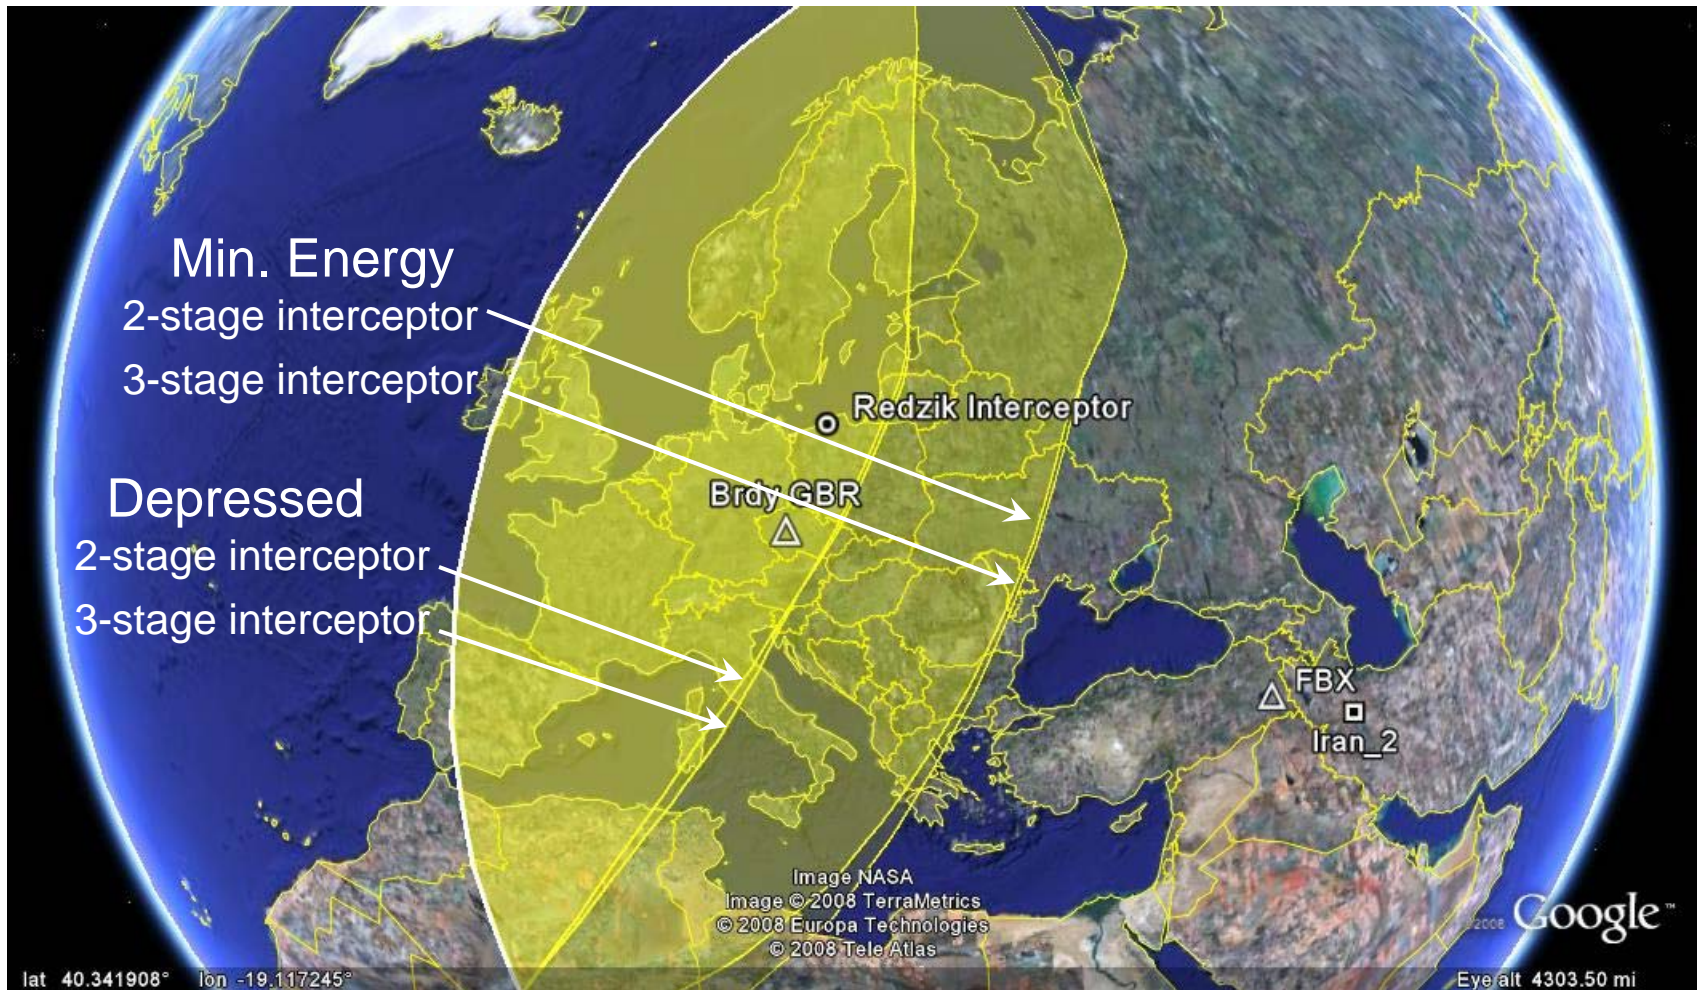 Min. Energy
2-stage interceptor
3-stage interceptor
Redzik Interceptor
Brdy GBR
Depressed
2-stage interceptor
3-stage interceptor
FBX
Iran_2
Image NASA
Image © 2008 TerraMetrics
© 2008 Europa Technologies
© 2008 Tele Atlas
©2008 Google™
lat 40.341908° lon -19.117245°
Eye alt 4303.50 mi